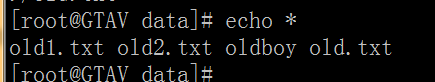 [root@GTAV data]# echo *
old1.txt old2.txt oldboy old.txt
[root@GTAV data]#